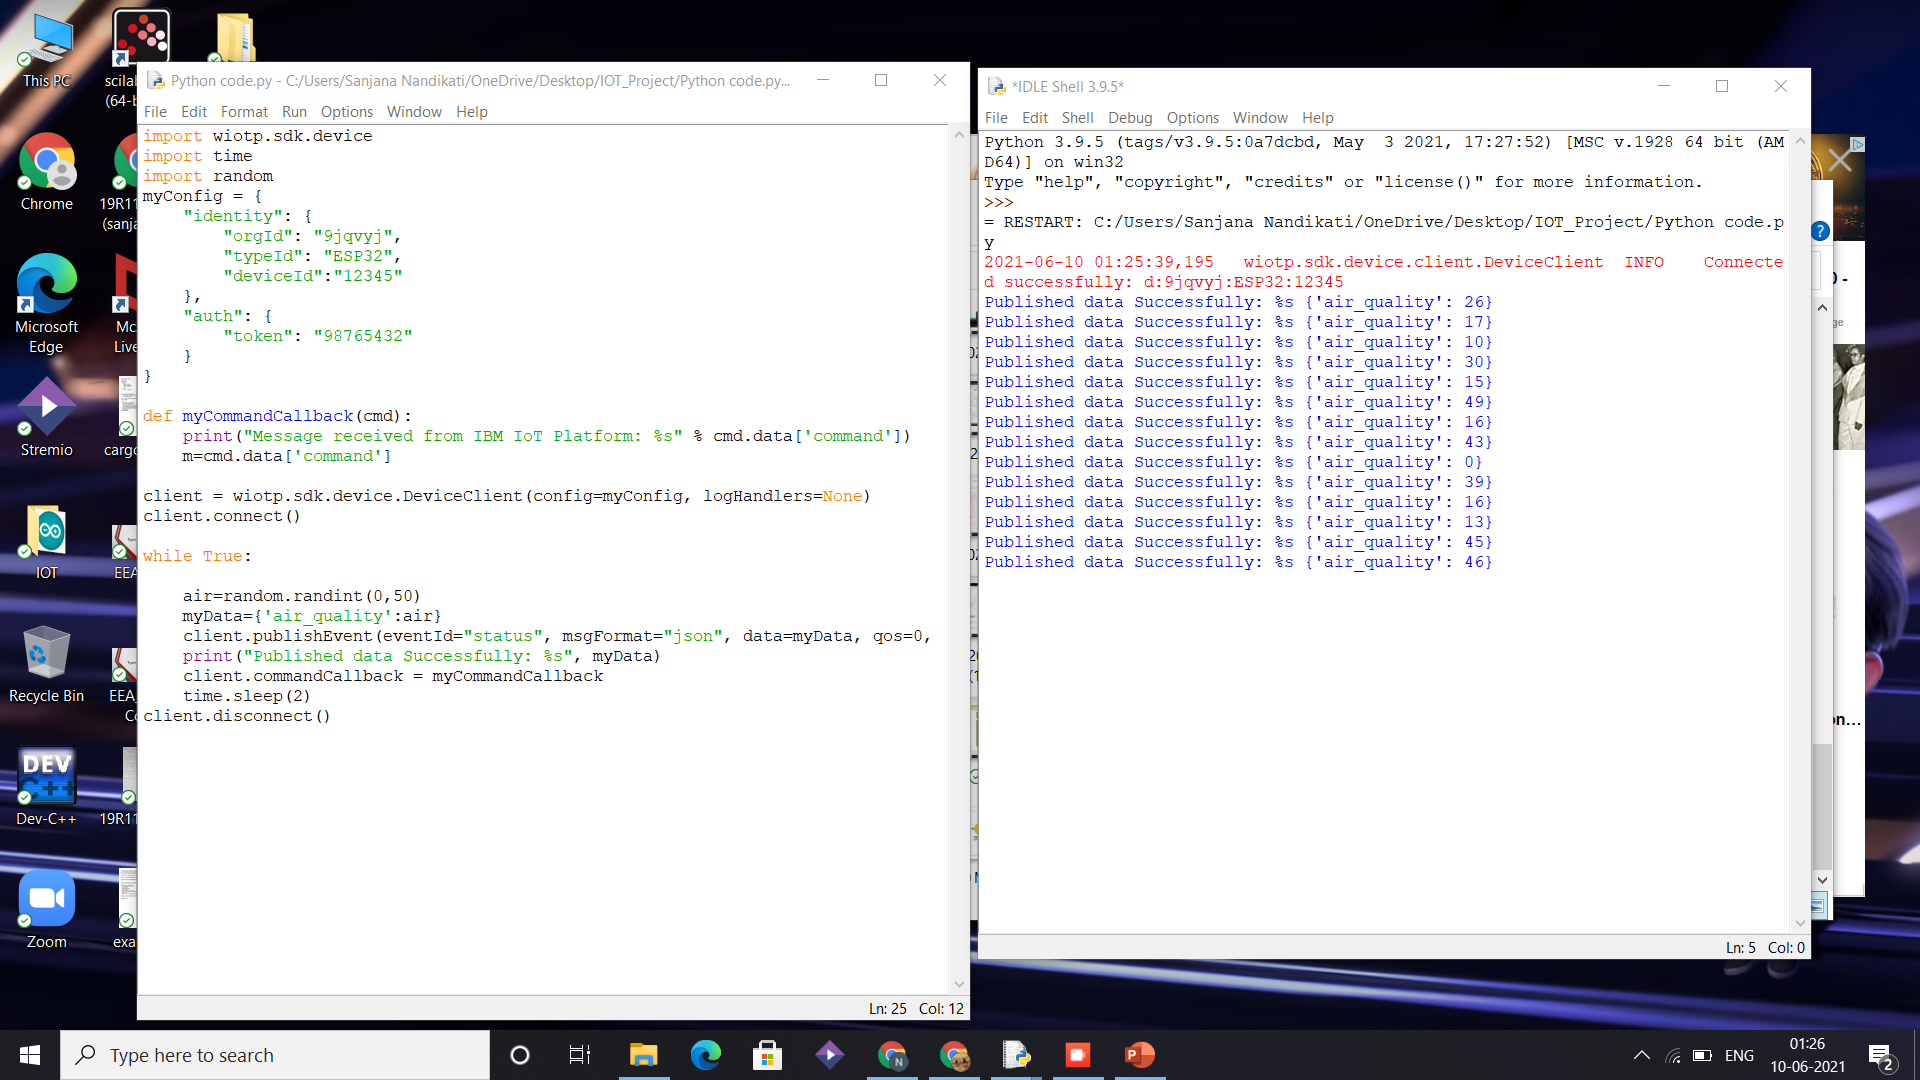 This PC
scilab
(64-b
Chrome
19R11
(sanja
Microsoft
Edge
Mc
Live
Stremio
cargo
IOT
EEA
Recycle Bin
EEA
Co
Dev-C++
19R11
Zoom
exa
Python code.py - C:/Users/Sanjana Nandikati/OneDrive/Desktop/IOT_Project/Python code.py...
File Edit Format Run Options Window Help
import wiotp.sdk.device
import time
import random
myConfig = {
    "identity": {
        "orgId": "9jqvyj",
        "typeId": "ESP32",
        "deviceId":"12345"
    },
    "auth": {
        "token": "98765432"
    }
}
def myCommandCallback(cmd):
    print("Message received from IBM IoT Platform: %s" % cmd.data['command'])
    m=cmd.data['command']
client = wiotp.sdk.device.DeviceClient(config=myConfig, logHandlers=None)
client.connect()
while True:
    air=random.randint(0,50)
    myData={'air_quality':air}
    client.publishEvent(eventId="status", msgFormat="json", data=myData, qos=0,
    print("Published data Successfully: %s", myData)
    client.commandCallback = myCommandCallback
    time.sleep(2)
client.disconnect()
Ln: 25 Col: 12
*IDLE Shell 3.9.5*
File Edit Shell Debug Options Window Help
Python 3.9.5 (tags/v3.9.5:0a7dcbd, May  3 2021, 17:27:52) [MSC v.1928 64 bit (AM
D64)] on win32
Type "help", "copyright", "credits" or "license()" for more information.
>>>
= RESTART: C:/Users/Sanjana Nandikati/OneDrive/Desktop/IOT_Project/Python code.p
y
2021-06-10 01:25:39,195   wiotp.sdk.device.client.DeviceClient  INFO    Connecte
d successfully: d:9jqvyj:ESP32:12345
Published data Successfully: %s {'air_quality': 26}
Published data Successfully: %s {'air_quality': 17}
Published data Successfully: %s {'air_quality': 10}
Published data Successfully: %s {'air_quality': 30}
Published data Successfully: %s {'air_quality': 15}
Published data Successfully: %s {'air_quality': 49}
Published data Successfully: %s {'air_quality': 16}
Published data Successfully: %s {'air_quality': 43}
Published data Successfully: %s {'air_quality': 0}
Published data Successfully: %s {'air_quality': 39}
Published data Successfully: %s {'air_quality': 16}
Published data Successfully: %s {'air_quality': 13}
Published data Successfully: %s {'air_quality': 45}
Published data Successfully: %s {'air_quality': 46}
Ln: 5 Col: 0
on...
Type here to search
ENG
01:26
10-06-2021
2